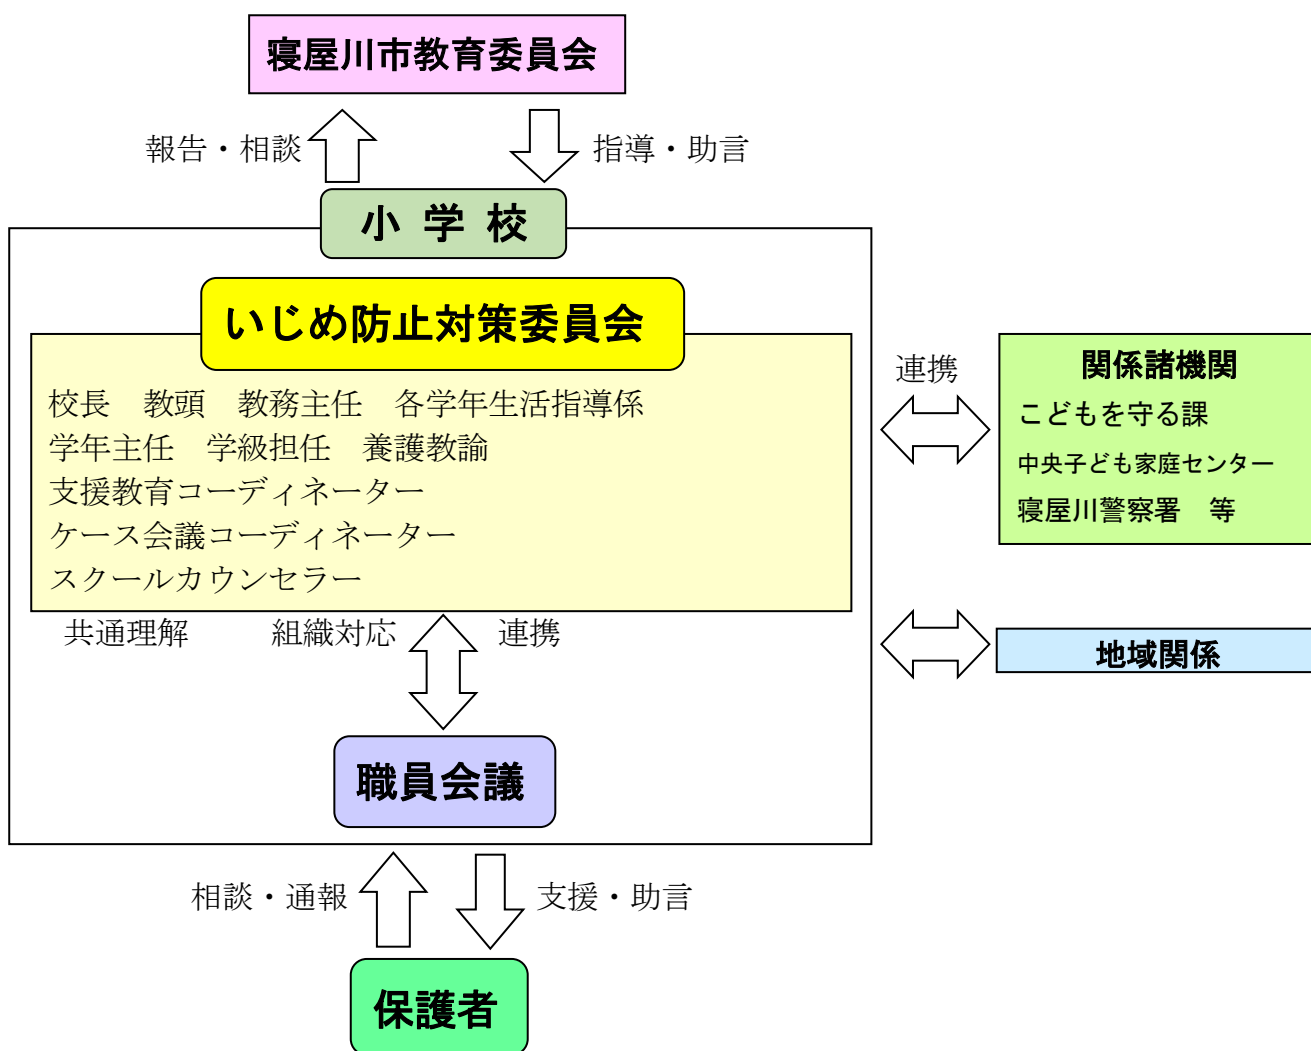 寝屋川市教育委員会
報告・相談
指導・助言
小 学 校
いじめ防止対策委員会
校長　教頭　教務主任　各学年生活指導係
学年主任　学級担任　養護教諭
支援教育コーディネーター
ケース会議コーディネーター
スクールカウンセラー
連携
関係諸機関
こどもを守る課
中央子ども家庭センター
寝屋川警察署　等
共通理解
組織対応
連携
地域関係
職員会議
相談・通報
支援・助言
保護者